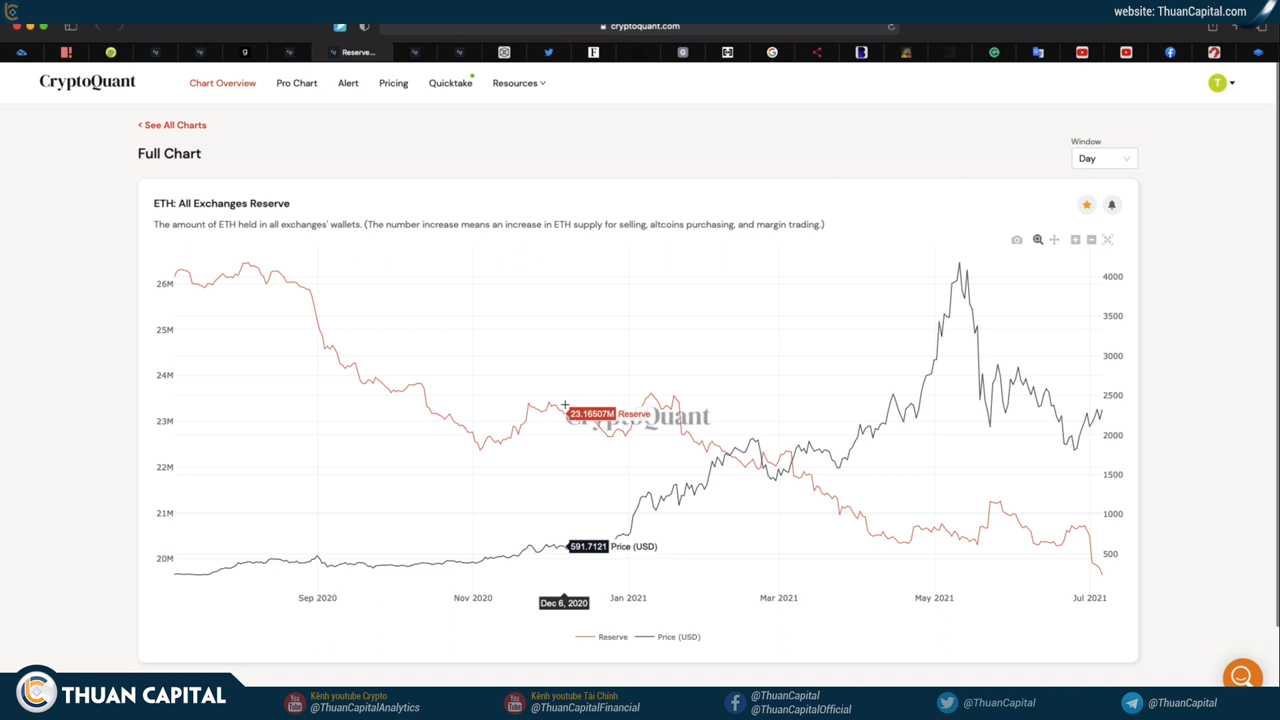 website: ThuanCapital.com
cryptoquant.com
Reserve...
CryptoQuant
Chart Overview
Pro Chart
Alert
Pricing
Quicktake
Resources
T
< See All Charts
Full Chart
Window
Day
ETH: All Exchanges Reserve
The amount of ETH held in all exchanges' wallets. (The number increase means an increase in ETH supply for selling, altcoins purchasing, and margin trading.)
26M
25M
24M
23M
22M
21M
20M
4000
3500
3000
2500
2000
1500
1000
500
23.16507M Reserve
CryptoQuant
591.7121 Price (USD)
Sep 2020
Nov 2020
Dec 6, 2020
Jan 2021
Mar 2021
May 2021
Jul 2021
Reserve
Price (USD)
THUAN CAPITAL
Kênh youtube Crypto
@ThuanCapitalAnalytics
Kênh youtube Tài Chính
@ThuanCapitalFinancial
@ThuanCapital
@ThuanCapitalOfficial
@ThuanCapital
@ThuanCapital